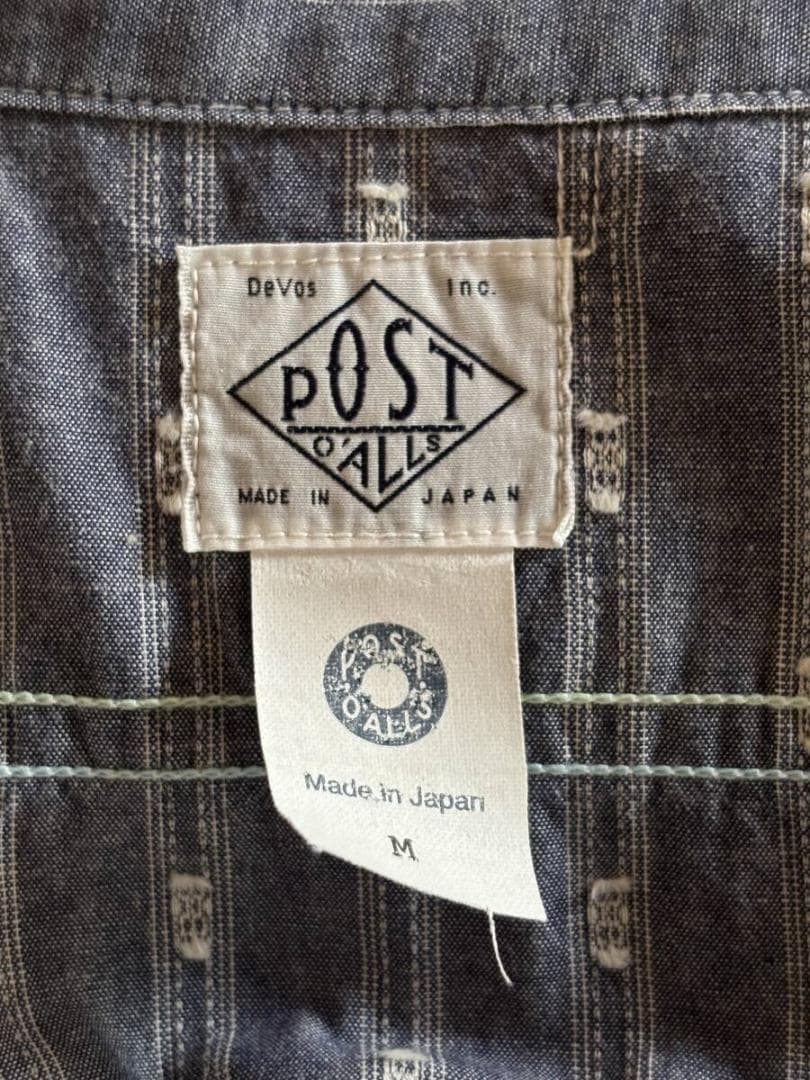 DeVos Inc.
POST
O'ALLS
MADE IN JAPAN
POST
O'ALLS
Made in Japan
M